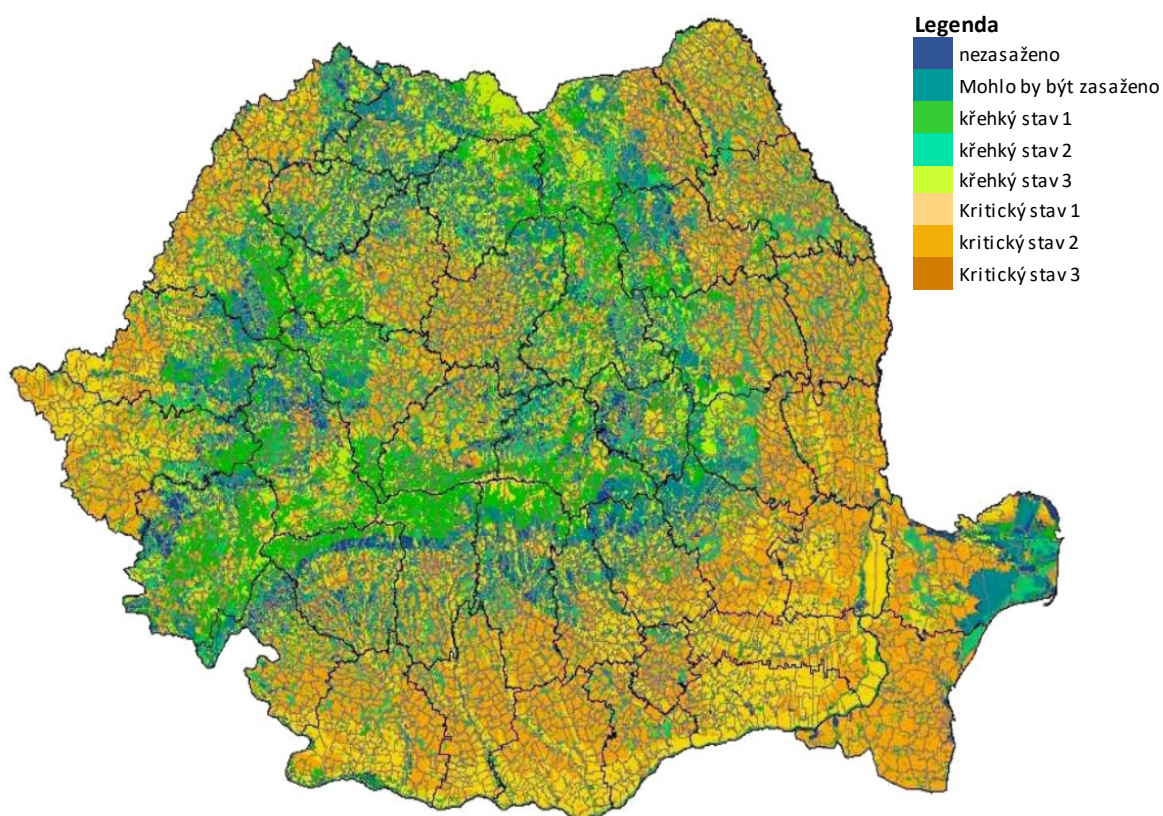 Legenda
nezasaženo
Mohlo by být zasaženo
křehký stav 1
křehký stav 2
křehký stav 3
Kritický stav 1
kritický stav 2
Kritický stav 3